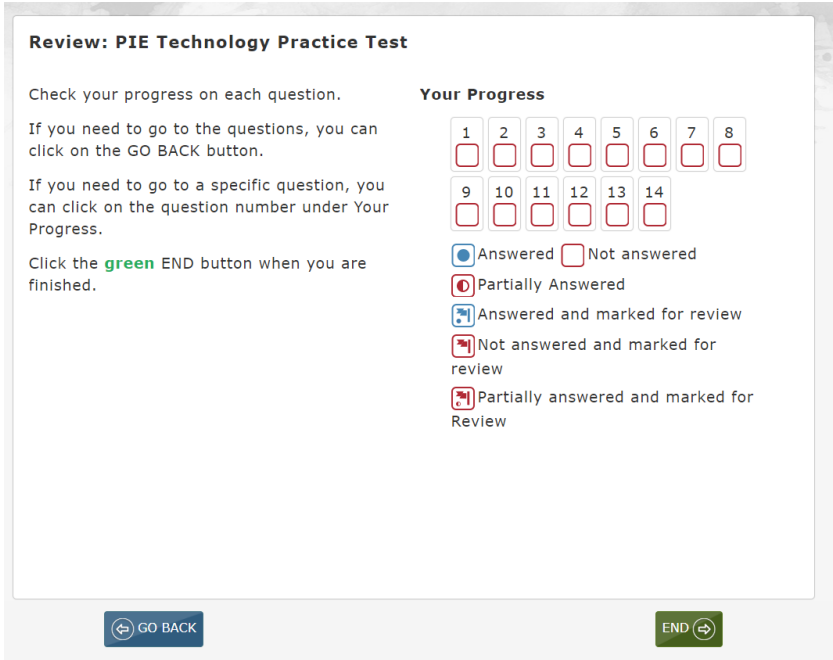 Review: PIE Technology Practice Test
Check your progress on each question.
If you need to go to the questions, you can
click on the GO BACK button.
If you need to go to a specific question, you
can click on the question number under Your
Progress.
Click the green END button when you are
finished.
Your Progress
1 2 3 4 5 6 7 8
9 10 11 12 13 14
Answered Not answered
Partially Answered
Answered and marked for review
Not answered and marked for
review
Partially answered and marked for
Review
GO BACK
END